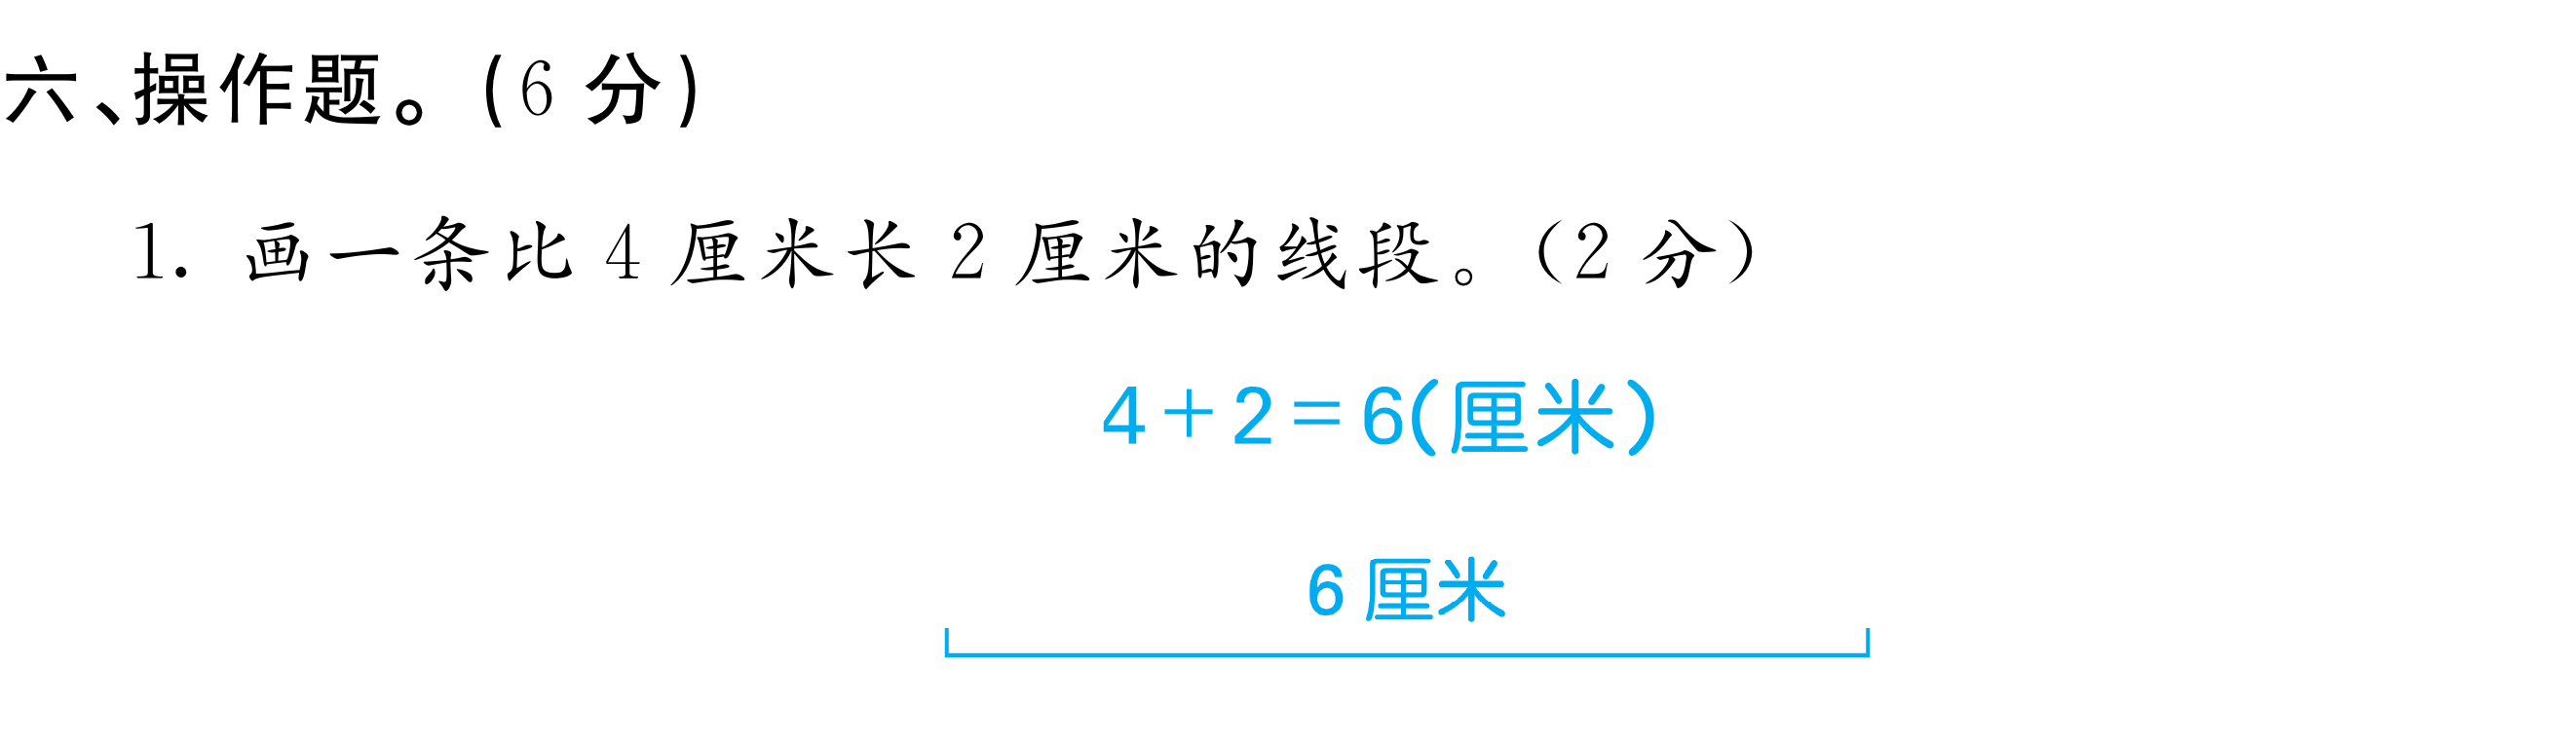 六、操作题。(6 分)
1. 画一条比 4 厘米长 2 厘米的线段。(2 分)
4+2=6(厘米)
6 厘米